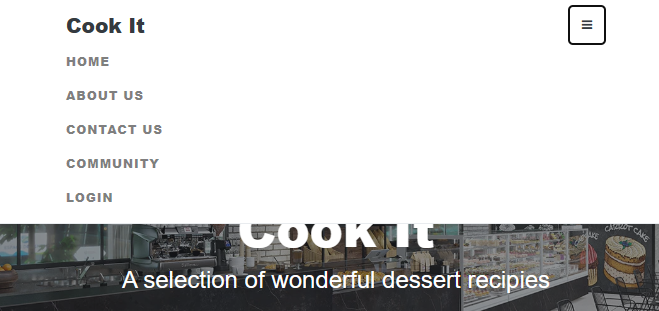 Cook It
HOME
ABOUT US
CONTACT US
COMMUNITY
LOGIN
Cook It
A selection of wonderful dessert recipies
CARROT CAKE